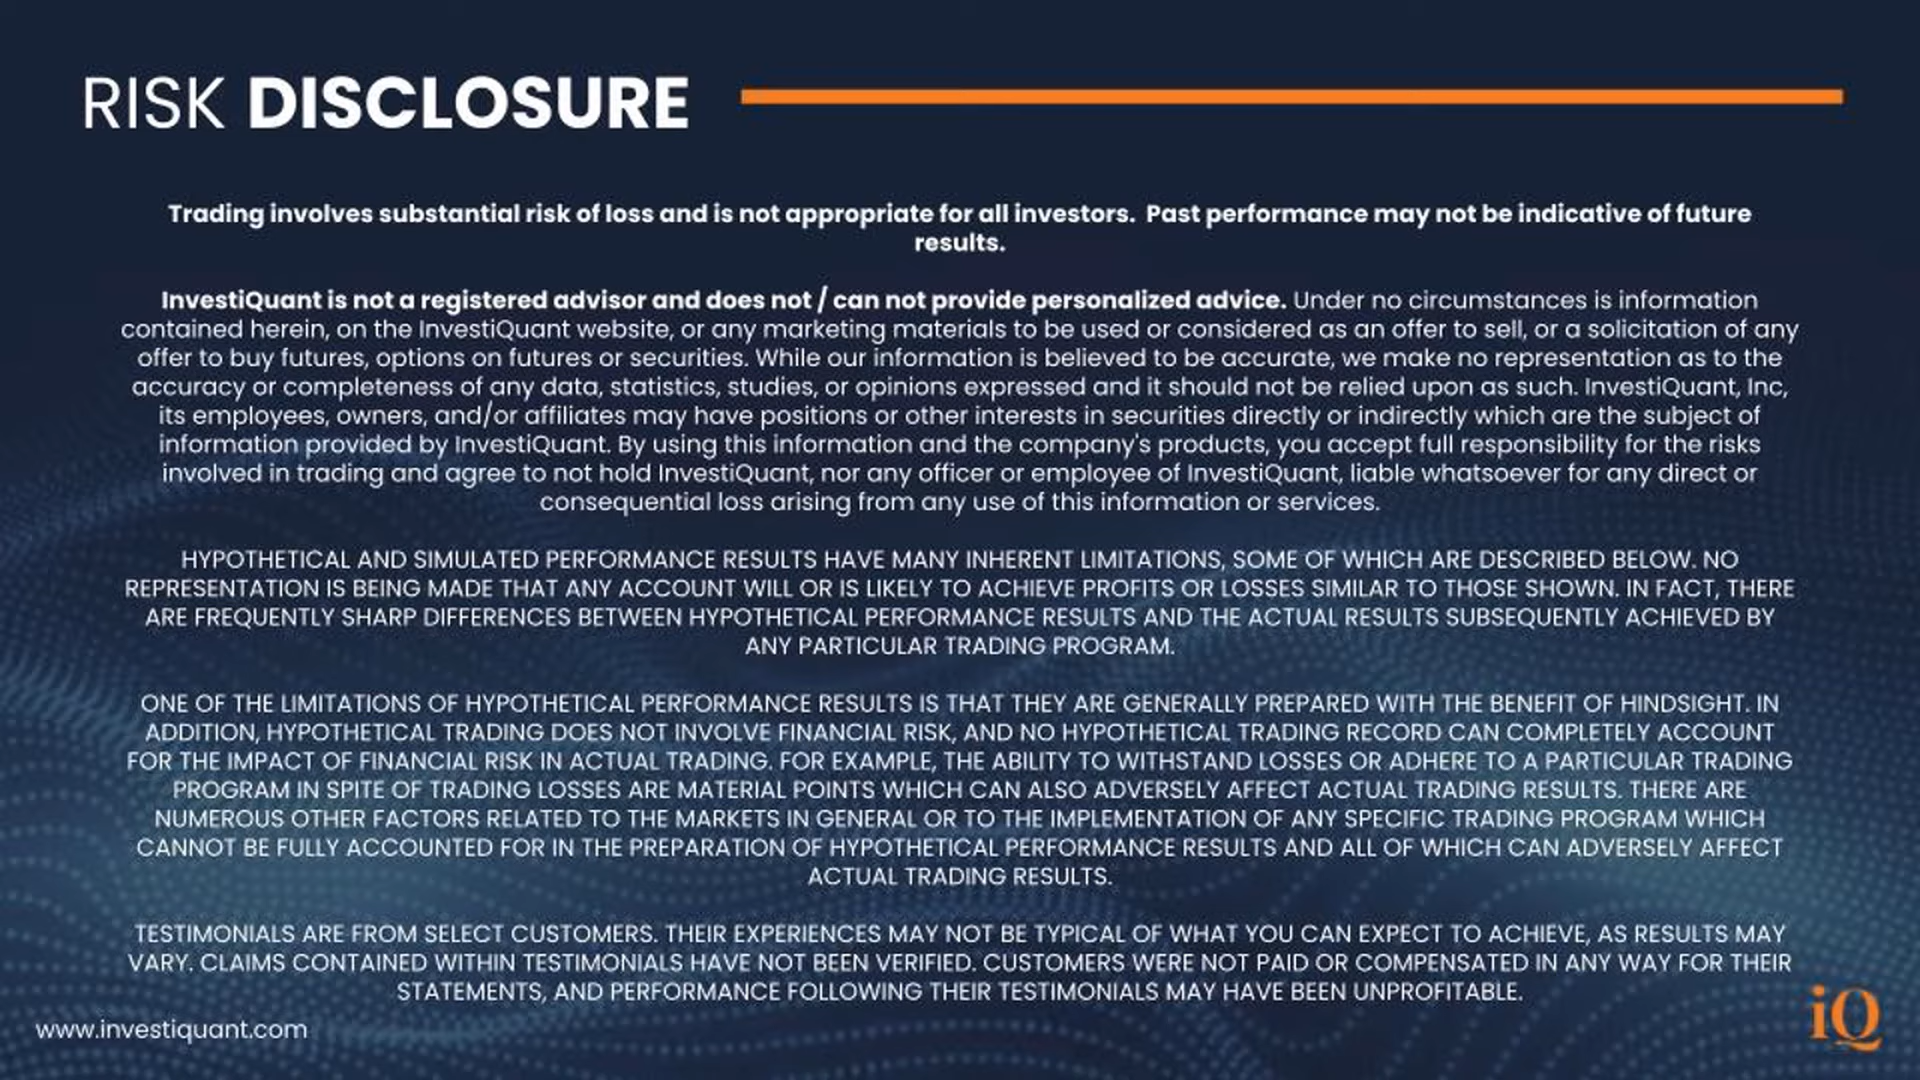 RISK DISCLOSURE
Trading involves substantial risk of loss and is not appropriate for all investors.  Past performance may not be indicative of future
results.
InvestiQuant is not a registered advisor and does not / can not provide personalized advice. Under no circumstances is information
contained herein, on the InvestiQuant website, or any marketing materials to be used or considered as an offer to sell, or a solicitation of any
offer to buy futures, options on futures or securities. While our information is believed to be accurate, we make no representation as to the
accuracy or completeness of any data, statistics, studies, or opinions expressed and it should not be relied upon as such. InvestiQuant, Inc,
its employees, owners, and/or affiliates may have positions or other interests in securities directly or indirectly which are the subject of
information provided by InvestiQuant. By using this information and the company's products, you accept full responsibility for the risks
involved in trading and agree to not hold InvestiQuant, nor any officer or employee of InvestiQuant, liable whatsoever for any direct or
consequential loss arising from any use of this information or services.
HYPOTHETICAL AND SIMULATED PERFORMANCE RESULTS HAVE MANY INHERENT LIMITATIONS, SOME OF WHICH ARE DESCRIBED BELOW. NO
REPRESENTATION IS BEING MADE THAT ANY ACCOUNT WILL OR IS LIKELY TO ACHIEVE PROFITS OR LOSSES SIMILAR TO THOSE SHOWN. IN FACT, THERE
ARE FREQUENTLY SHARP DIFFERENCES BETWEEN HYPOTHETICAL PERFORMANCE RESULTS AND THE ACTUAL RESULTS SUBSEQUENTLY ACHIEVED BY
ANY PARTICULAR TRADING PROGRAM.
ONE OF THE LIMITATIONS OF HYPOTHETICAL PERFORMANCE RESULTS IS THAT THEY ARE GENERALLY PREPARED WITH THE BENEFIT OF HINDSIGHT. IN
ADDITION, HYPOTHETICAL TRADING DOES NOT INVOLVE FINANCIAL RISK, AND NO HYPOTHETICAL TRADING RECORD CAN COMPLETELY ACCOUNT
FOR THE IMPACT OF FINANCIAL RISK IN ACTUAL TRADING. FOR EXAMPLE, THE ABILITY TO WITHSTAND LOSSES OR ADHERE TO A PARTICULAR TRADING
PROGRAM IN SPITE OF TRADING LOSSES ARE MATERIAL POINTS WHICH CAN ALSO ADVERSELY AFFECT ACTUAL TRADING RESULTS. THERE ARE
NUMEROUS OTHER FACTORS RELATED TO THE MARKETS IN GENERAL OR TO THE IMPLEMENTATION OF ANY SPECIFIC TRADING PROGRAM WHICH
CANNOT BE FULLY ACCOUNTED FOR IN THE PREPARATION OF HYPOTHETICAL PERFORMANCE RESULTS AND ALL OF WHICH CAN ADVERSELY AFFECT
ACTUAL TRADING RESULTS.
TESTIMONIALS ARE FROM SELECT CUSTOMERS. THEIR EXPERIENCES MAY NOT BE TYPICAL OF WHAT YOU CAN EXPECT TO ACHIEVE, AS RESULTS MAY
VARY. CLAIMS CONTAINED WITHIN TESTIMONIALS HAVE NOT BEEN VERIFIED. CUSTOMERS WERE NOT PAID OR COMPENSATED IN ANY WAY FOR THEIR
STATEMENTS, AND PERFORMANCE FOLLOWING THEIR TESTIMONIALS MAY HAVE BEEN UNPROFITABLE.
www.investiquant.com
iQ